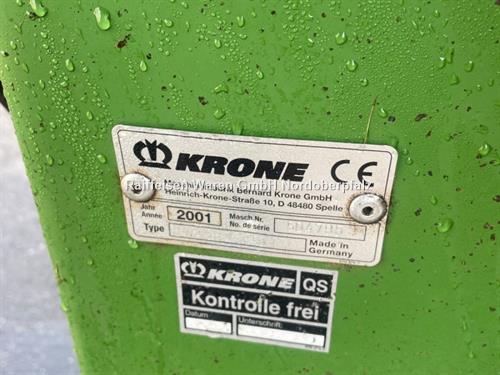 KRONE CE
Maschinenfabrik Bernard Krone GmbH
Raiffeisen Waren GmbH Nordoberpfalz
Heinrich-Krone-Straße 10, D 48480 Spelle
Jahr
Année 2001 Masch.Nr.
No. de série
Type Made in
Germany
KRONE QS
Kontrolle frei
Datum Unterschrift